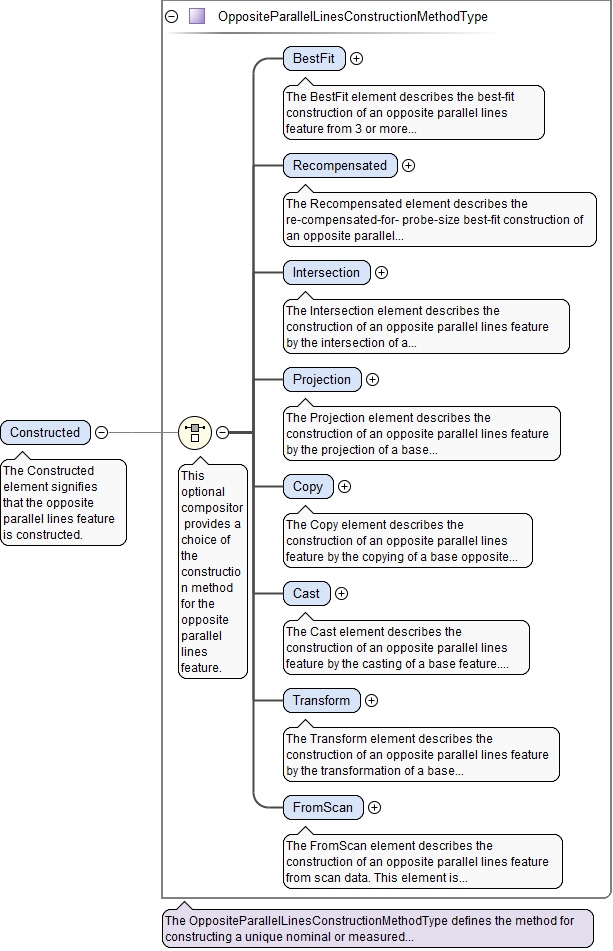 OppositeParallelLinesConstructionMethodType
BestFit
The BestFit element describes the best-fit
construction of an opposite parallel lines
feature from 3 or more...
Recompensated
The Recompensated element describes the
re-compensated-for- probe-size best-fit construction of
an opposite parallel...
Intersection
The Intersection element describes the
construction of an opposite parallel lines feature
by the intersection of a...
Projection
The Projection element describes the
construction of an opposite parallel lines feature
by the projection of a base...
Constructed
The Constructed
element signifies
that the opposite
parallel lines feature
is constructed.
This
optional
compositor
provides a
choice of
the
constructio
n method
for the
opposite
parallel
lines
feature.
Copy
The Copy element describes the
construction of an opposite parallel lines
feature by the copying of a base opposite...
Cast
The Cast element describes the
construction of an opposite parallel lines
feature by the casting of a base feature....
Transform
The Transform element describes the
construction of an opposite parallel lines feature
by the transformation of a base...
FromScan
The FromScan element describes the
construction of an opposite parallel lines feature
from scan data. This element is...
The OppositeParallelLinesConstructionMethodType defines the method for
constructing a unique nominal or measured...